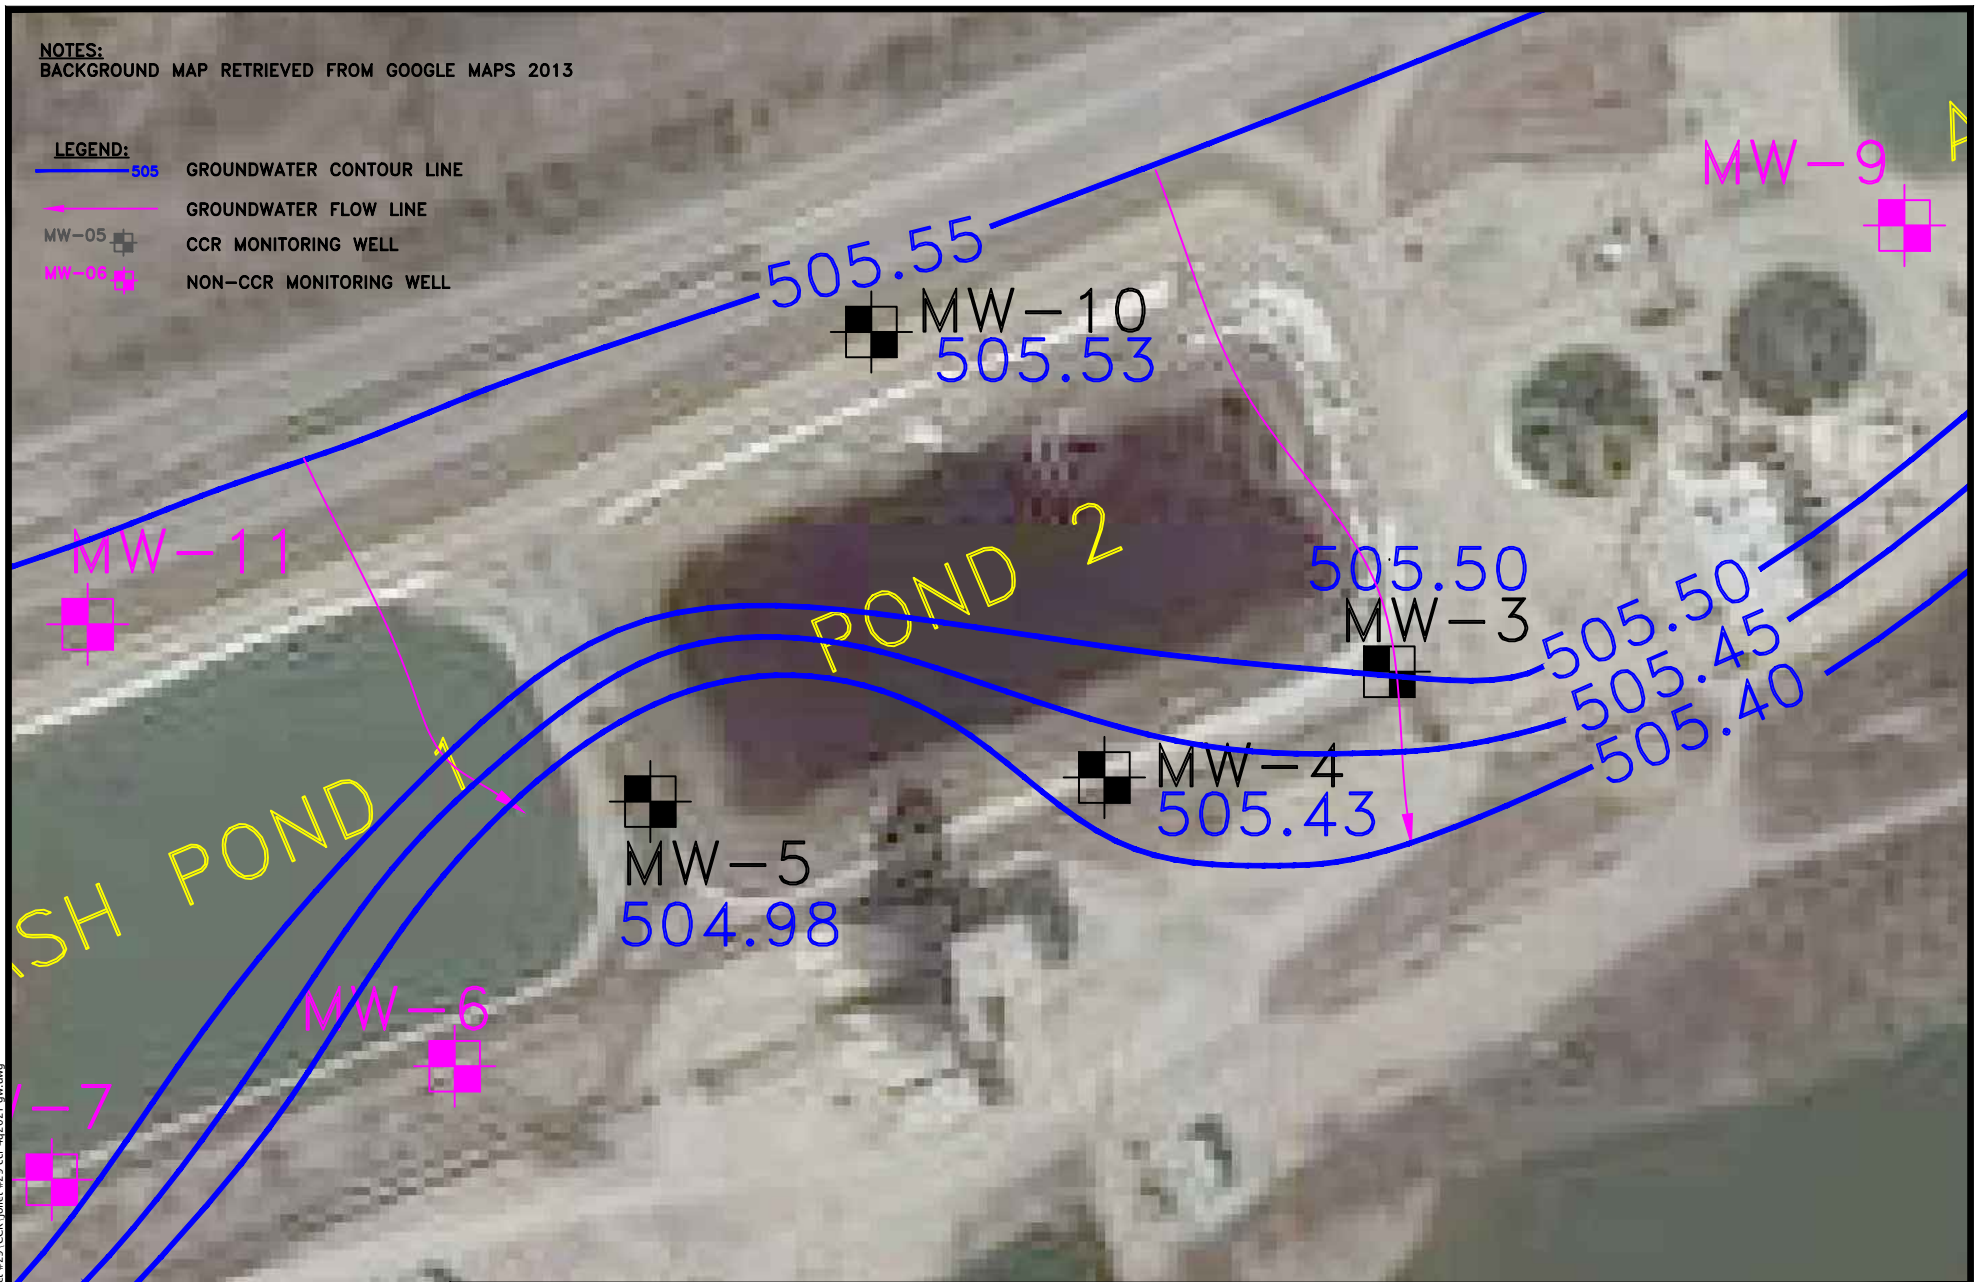 NOTES:
BACKGROUND MAP RETRIEVED FROM GOOGLE MAPS 2013
LEGEND:
505 GROUNDWATER CONTOUR LINE
GROUNDWATER FLOW LINE
MW-05 CCR MONITORING WELL
MW-06 NON-CCR MONITORING WELL
MW-9
505.55
MW-10
505.53
MW-11
POND 2
505.50
MW-3
505.50
505.45
505.40
MW-4
505.43
MW-5
504.98
SH POND 1
MW-6
-7